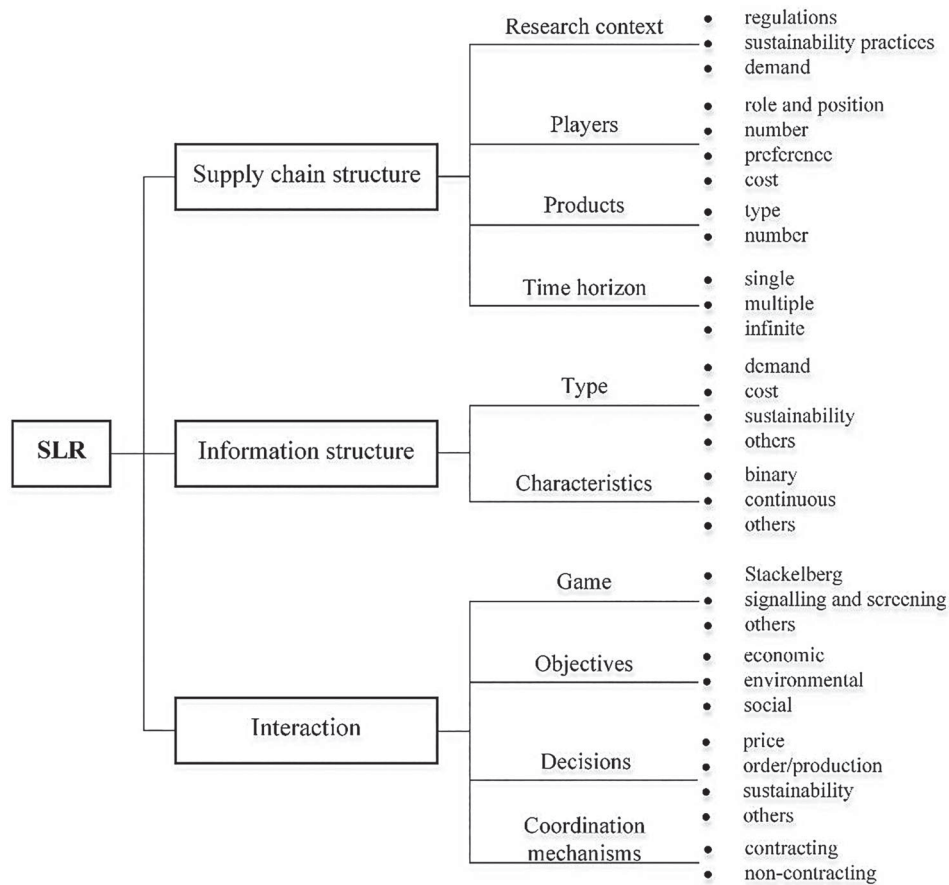 SLR
Supply chain structure
Research context
regulations
sustainability practices
demand
Players
role and position
number
preference
cost
Products
type
number
Time horizon
single
multiple
infinite
Information structure
Type
demand
cost
sustainability
others
Characteristics
binary
continuous
others
Interaction
Game
Stackelberg
signalling and screening
others
Objectives
economic
environmental
social
Decisions
price
order/production
sustainability
others
Coordination
mechanisms
contracting
non-contracting